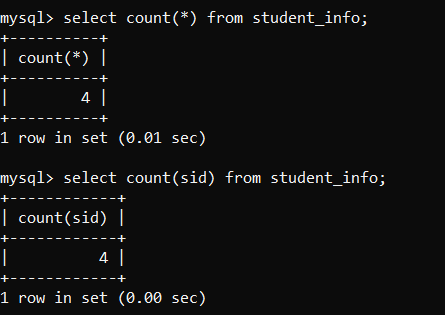 mysql> select count(*) from student_info;
+----------+
| count(*) |
+----------+
|        4 |
+----------+
1 row in set (0.01 sec)
mysql> select count(sid) from student_info;
+------------+
| count(sid) |
+------------+
|          4 |
+------------+
1 row in set (0.00 sec)